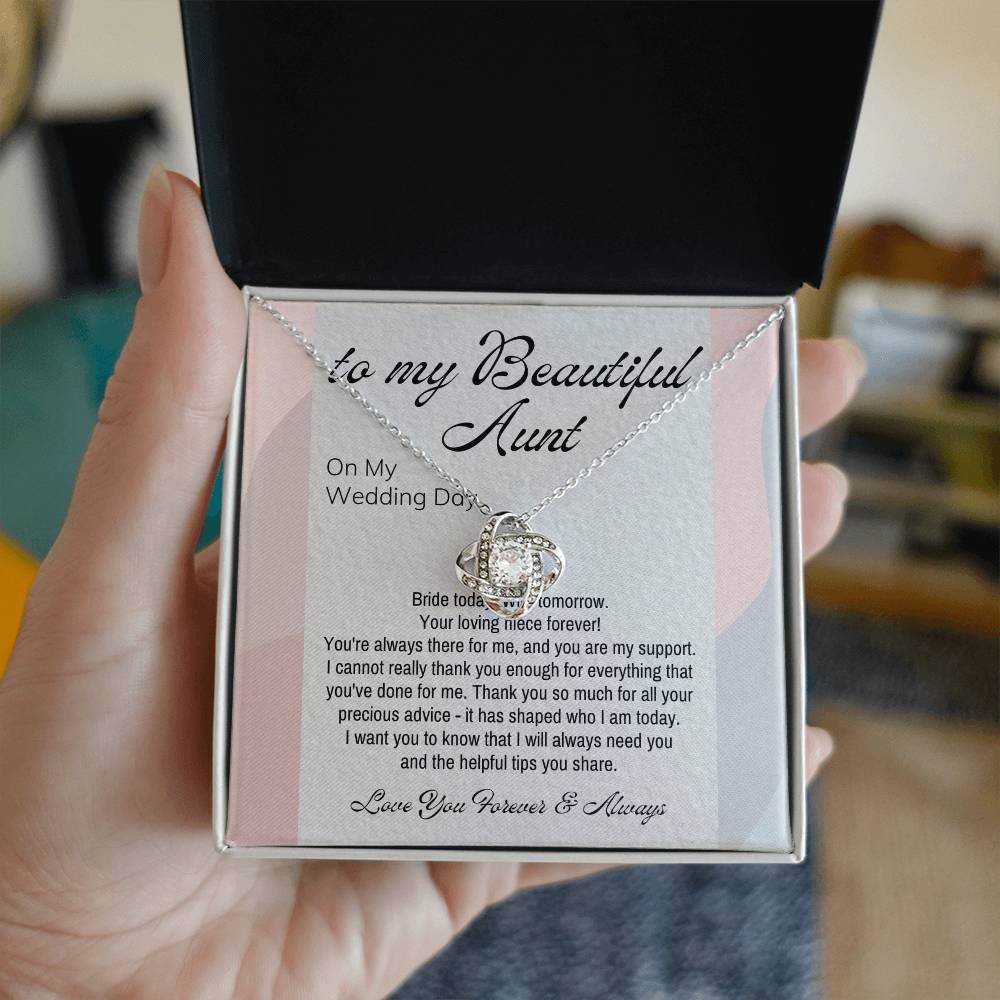 to my Beautiful
Aunt
On My
Wedding Day
Bride today. tomorrow.
Your loving niece forever!
You're always there for me, and you are my support.
I cannot really thank you enough for everything that
you've done for me. Thank you so much for all your
precious advice - it has shaped who I am today.
I want you to know that I will always need you
and the helpful tips you share.
Love You Forever & Always